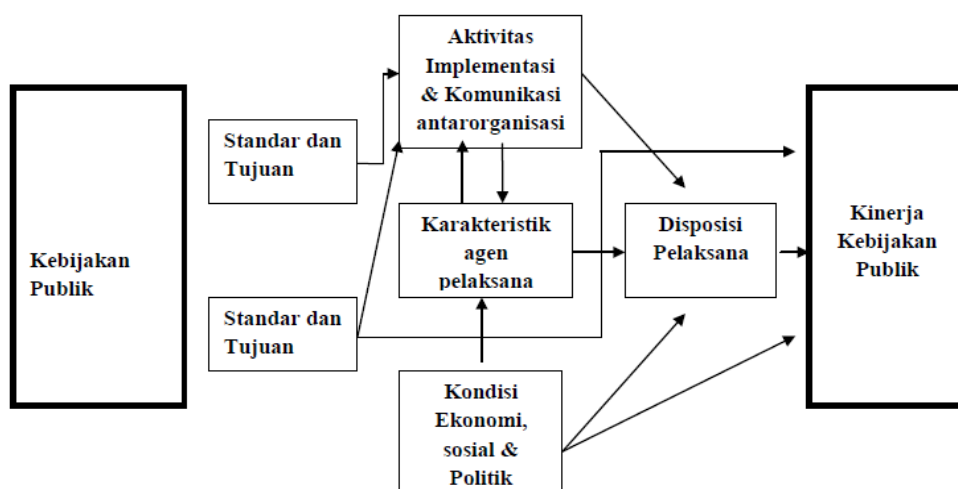 Kebijakan
Publik
Standar dan
Tujuan
Standar dan
Tujuan
Aktivitas
Implementasi
& Komunikasi
antarorganisasi
Karakteristik
agen
pelaksana
Kondisi
Ekonomi,
sosial &
Politik
Disposisi
Pelaksana
Kinerja
Kebijakan
Publik